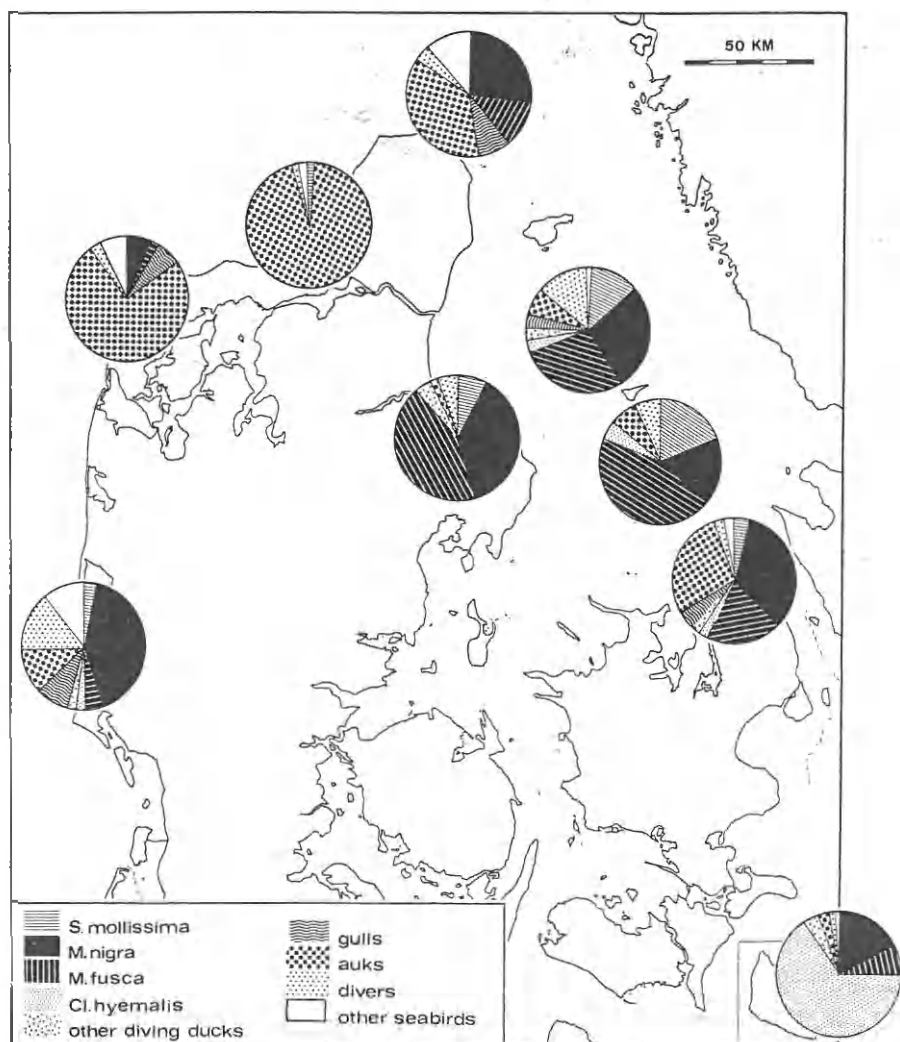 50 KM
S. mollissima
M. nigra
M. fusca
Cl. hyemalis
other diving ducks
gulls
auks
divers
other seabirds